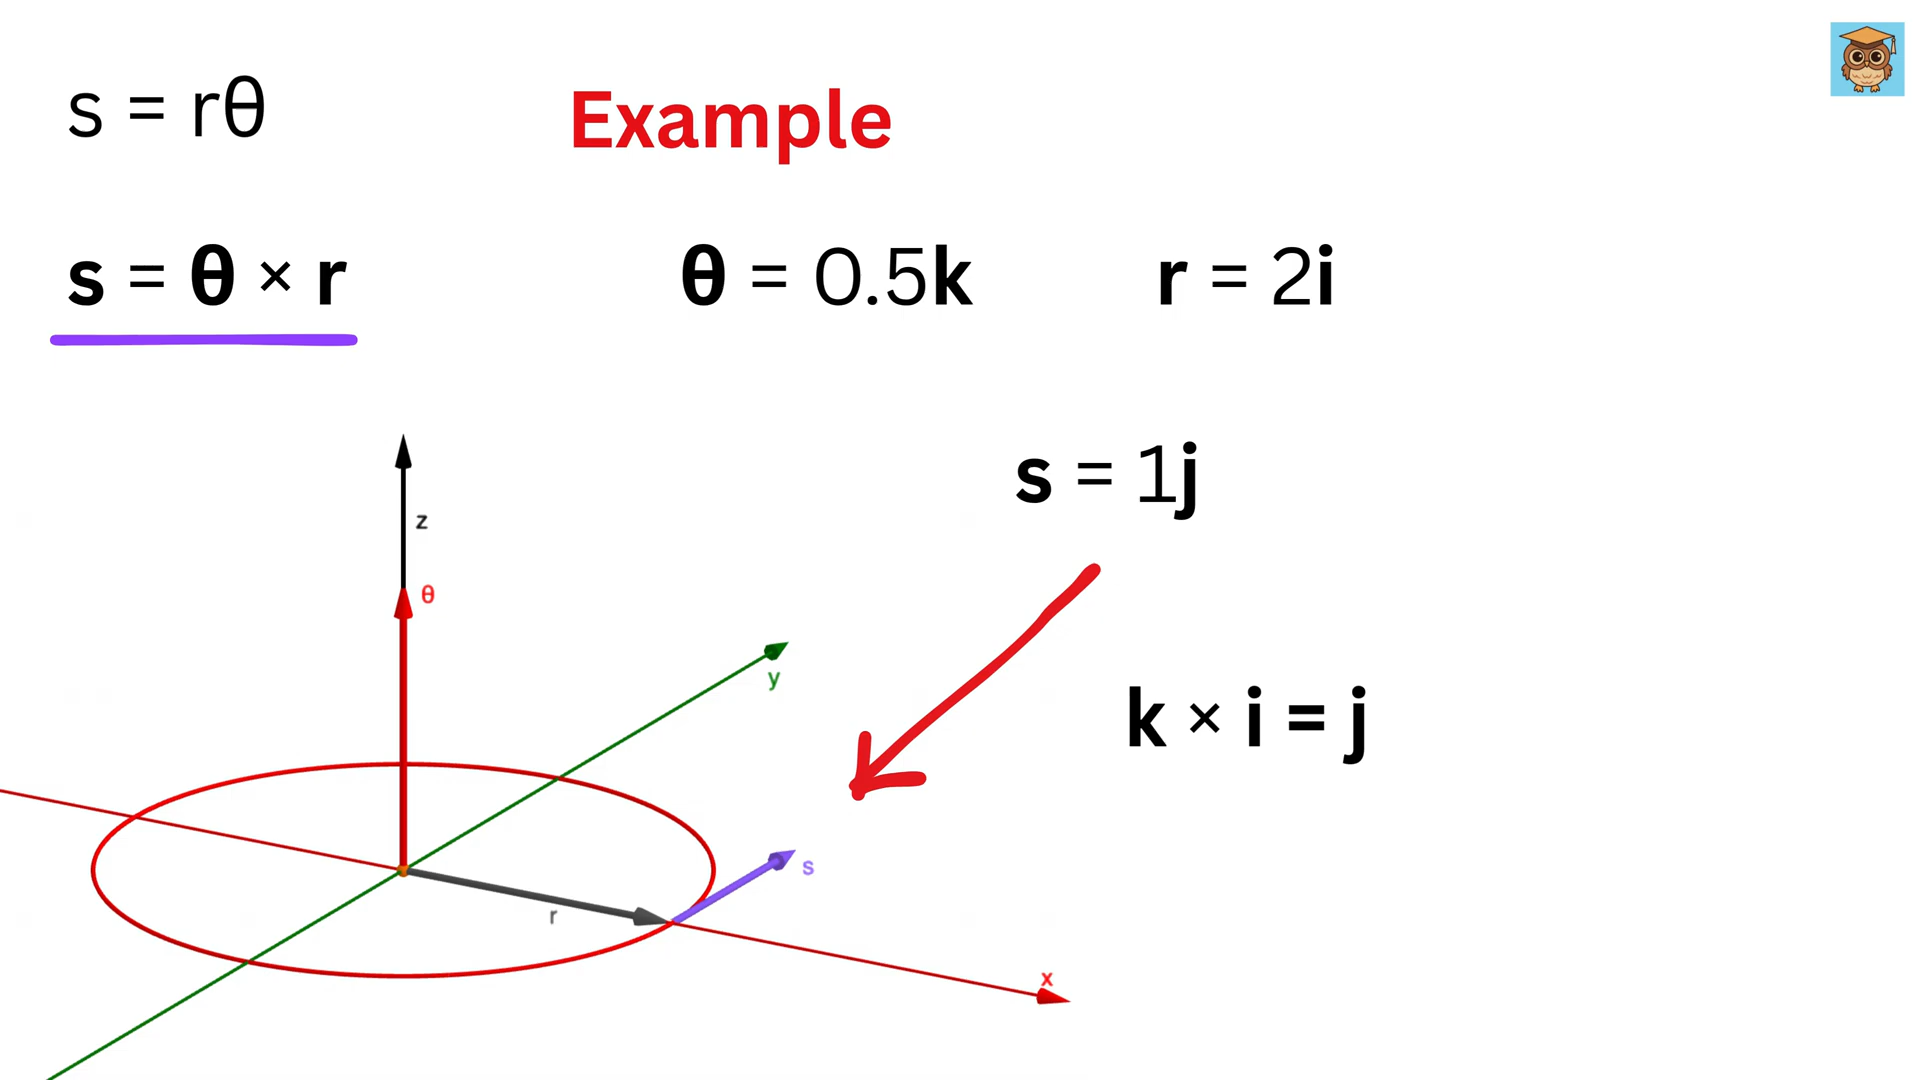 s = rθ
Example
s = θ × r
θ = 0.5k
r = 2i
s = 1j
z
θ
y
k × i = j
s
r
x